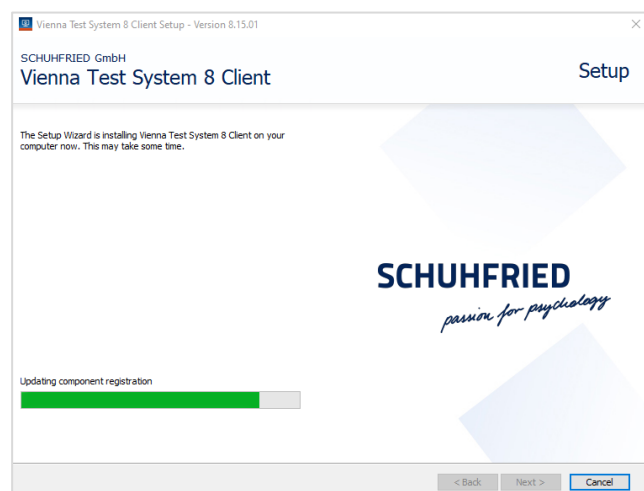 Vienna Test System 8 Client Setup - Version 8.15.01
SCHUHFRIED GmbH
Vienna Test System 8 Client
Setup
The Setup Wizard is installing Vienna Test System 8 Client on your
computer now. This may take some time.
SCHUHFRIED
passion for psychology
Updating component registration
< Back
Next >
Cancel